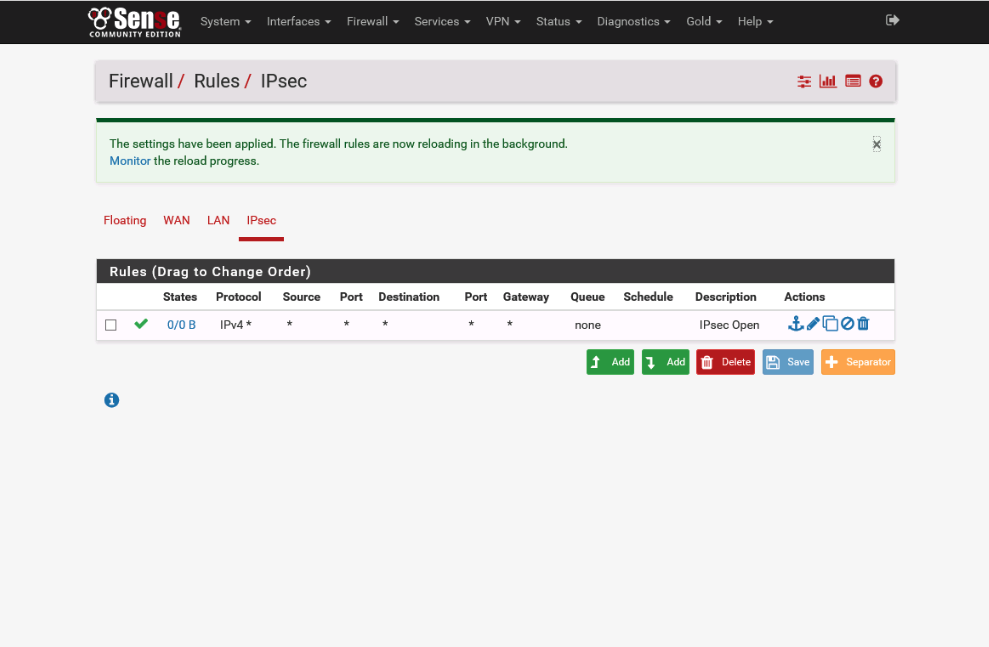 Sense
COMMUNITY EDITION
System Interfaces Firewall Services VPN Status Diagnostics Gold Help
Firewall / Rules / IPsec
The settings have been applied. The firewall rules are now reloading in the background.
Monitor the reload progress.
Floating WAN LAN IPsec
Rules (Drag to Change Order)
States Protocol Source Port Destination Port Gateway Queue Schedule Description Actions
0/0 B IPv4 * * * * * * none IPsec Open
Add Add Delete Save Separator